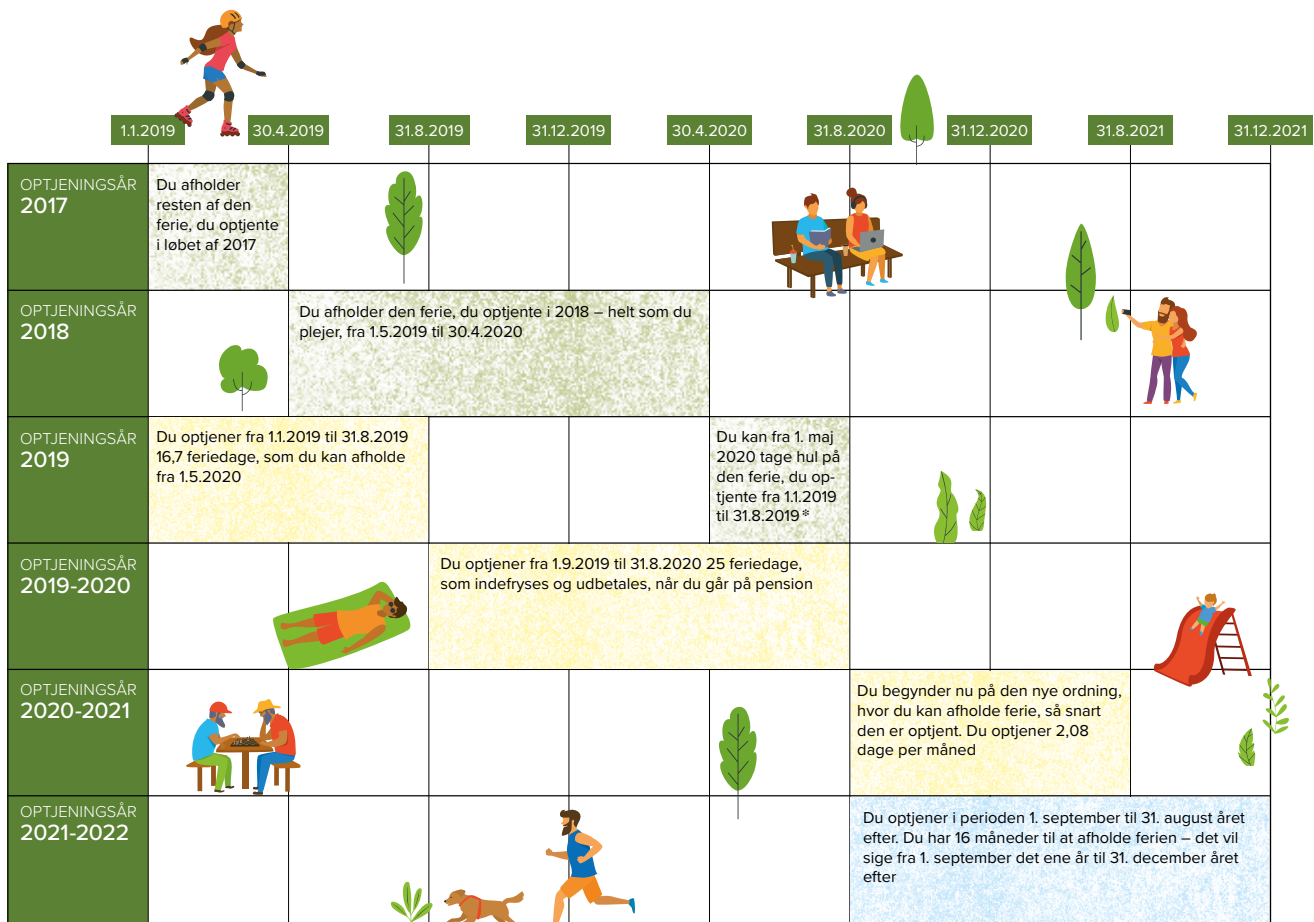 1.1.2019
30.4.2019
31.8.2019
31.12.2019
30.4.2020
31.8.2020
31.12.2020
31.8.2021
31.12.2021
OPTJENINGSÅR
2017
Du afholder
resten af den
ferie, du optjente
i løbet af 2017
OPTJENINGSÅR
2018
Du afholder den ferie, du optjente i 2018 – helt som du
plejer, fra 1.5.2019 til 30.4.2020
OPTJENINGSÅR
2019
Du optjener fra 1.1.2019 til 31.8.2019
16,7 feriedage, som du kan afholde
fra 1.5.2020
Du kan fra 1. maj
2020 tage hul på
den ferie, du op-
tjente fra 1.1.2019
til 31.8.2019*
OPTJENINGSÅR
2019-2020
Du optjener fra 1.9.2019 til 31.8.2020 25 feriedage,
som indefryses og udbetales, når du går på pension
OPTJENINGSÅR
2020-2021
Du begynder nu på den nye ordning,
hvor du kan afholde ferie, så snart
den er optjent. Du optjener 2,08
dage per måned
OPTJENINGSÅR
2021-2022
Du optjener i perioden 1. september til 31. august året
efter. Du har 16 måneder til at afholde ferien – det vil
sige fra 1. september det ene år til 31. december året
efter